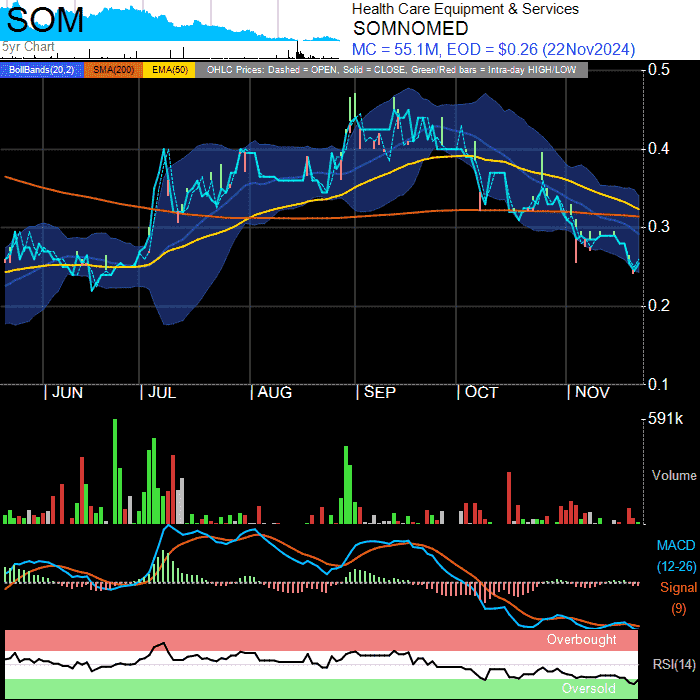 SOM
Health Care Equipment & Services
SOMNOMED
5yr Chart
MC = 55.1M, EOD = $0.26 (22Nov2024)
BollBands(20,2) SMA(200) EMA(50) OHLC Prices: Dashed = OPEN, Solid = CLOSE, Green/Red bars = Intra-day HIGH/LOW
0.5
0.4
0.3
0.2
0.1
JUN JUL AUG SEP OCT NOV
591k
Volume
MACD
(12-26)
Signal
(9)
Overbought
RSI(14)
Oversold